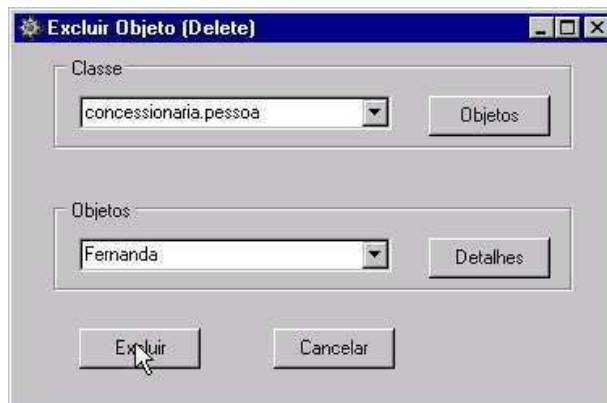 Excluir Objeto (Delete)
Classe
concessionaria.pessoa
Objetos
Objetos
Fernanda
Detalhes
Excluir
Cancelar